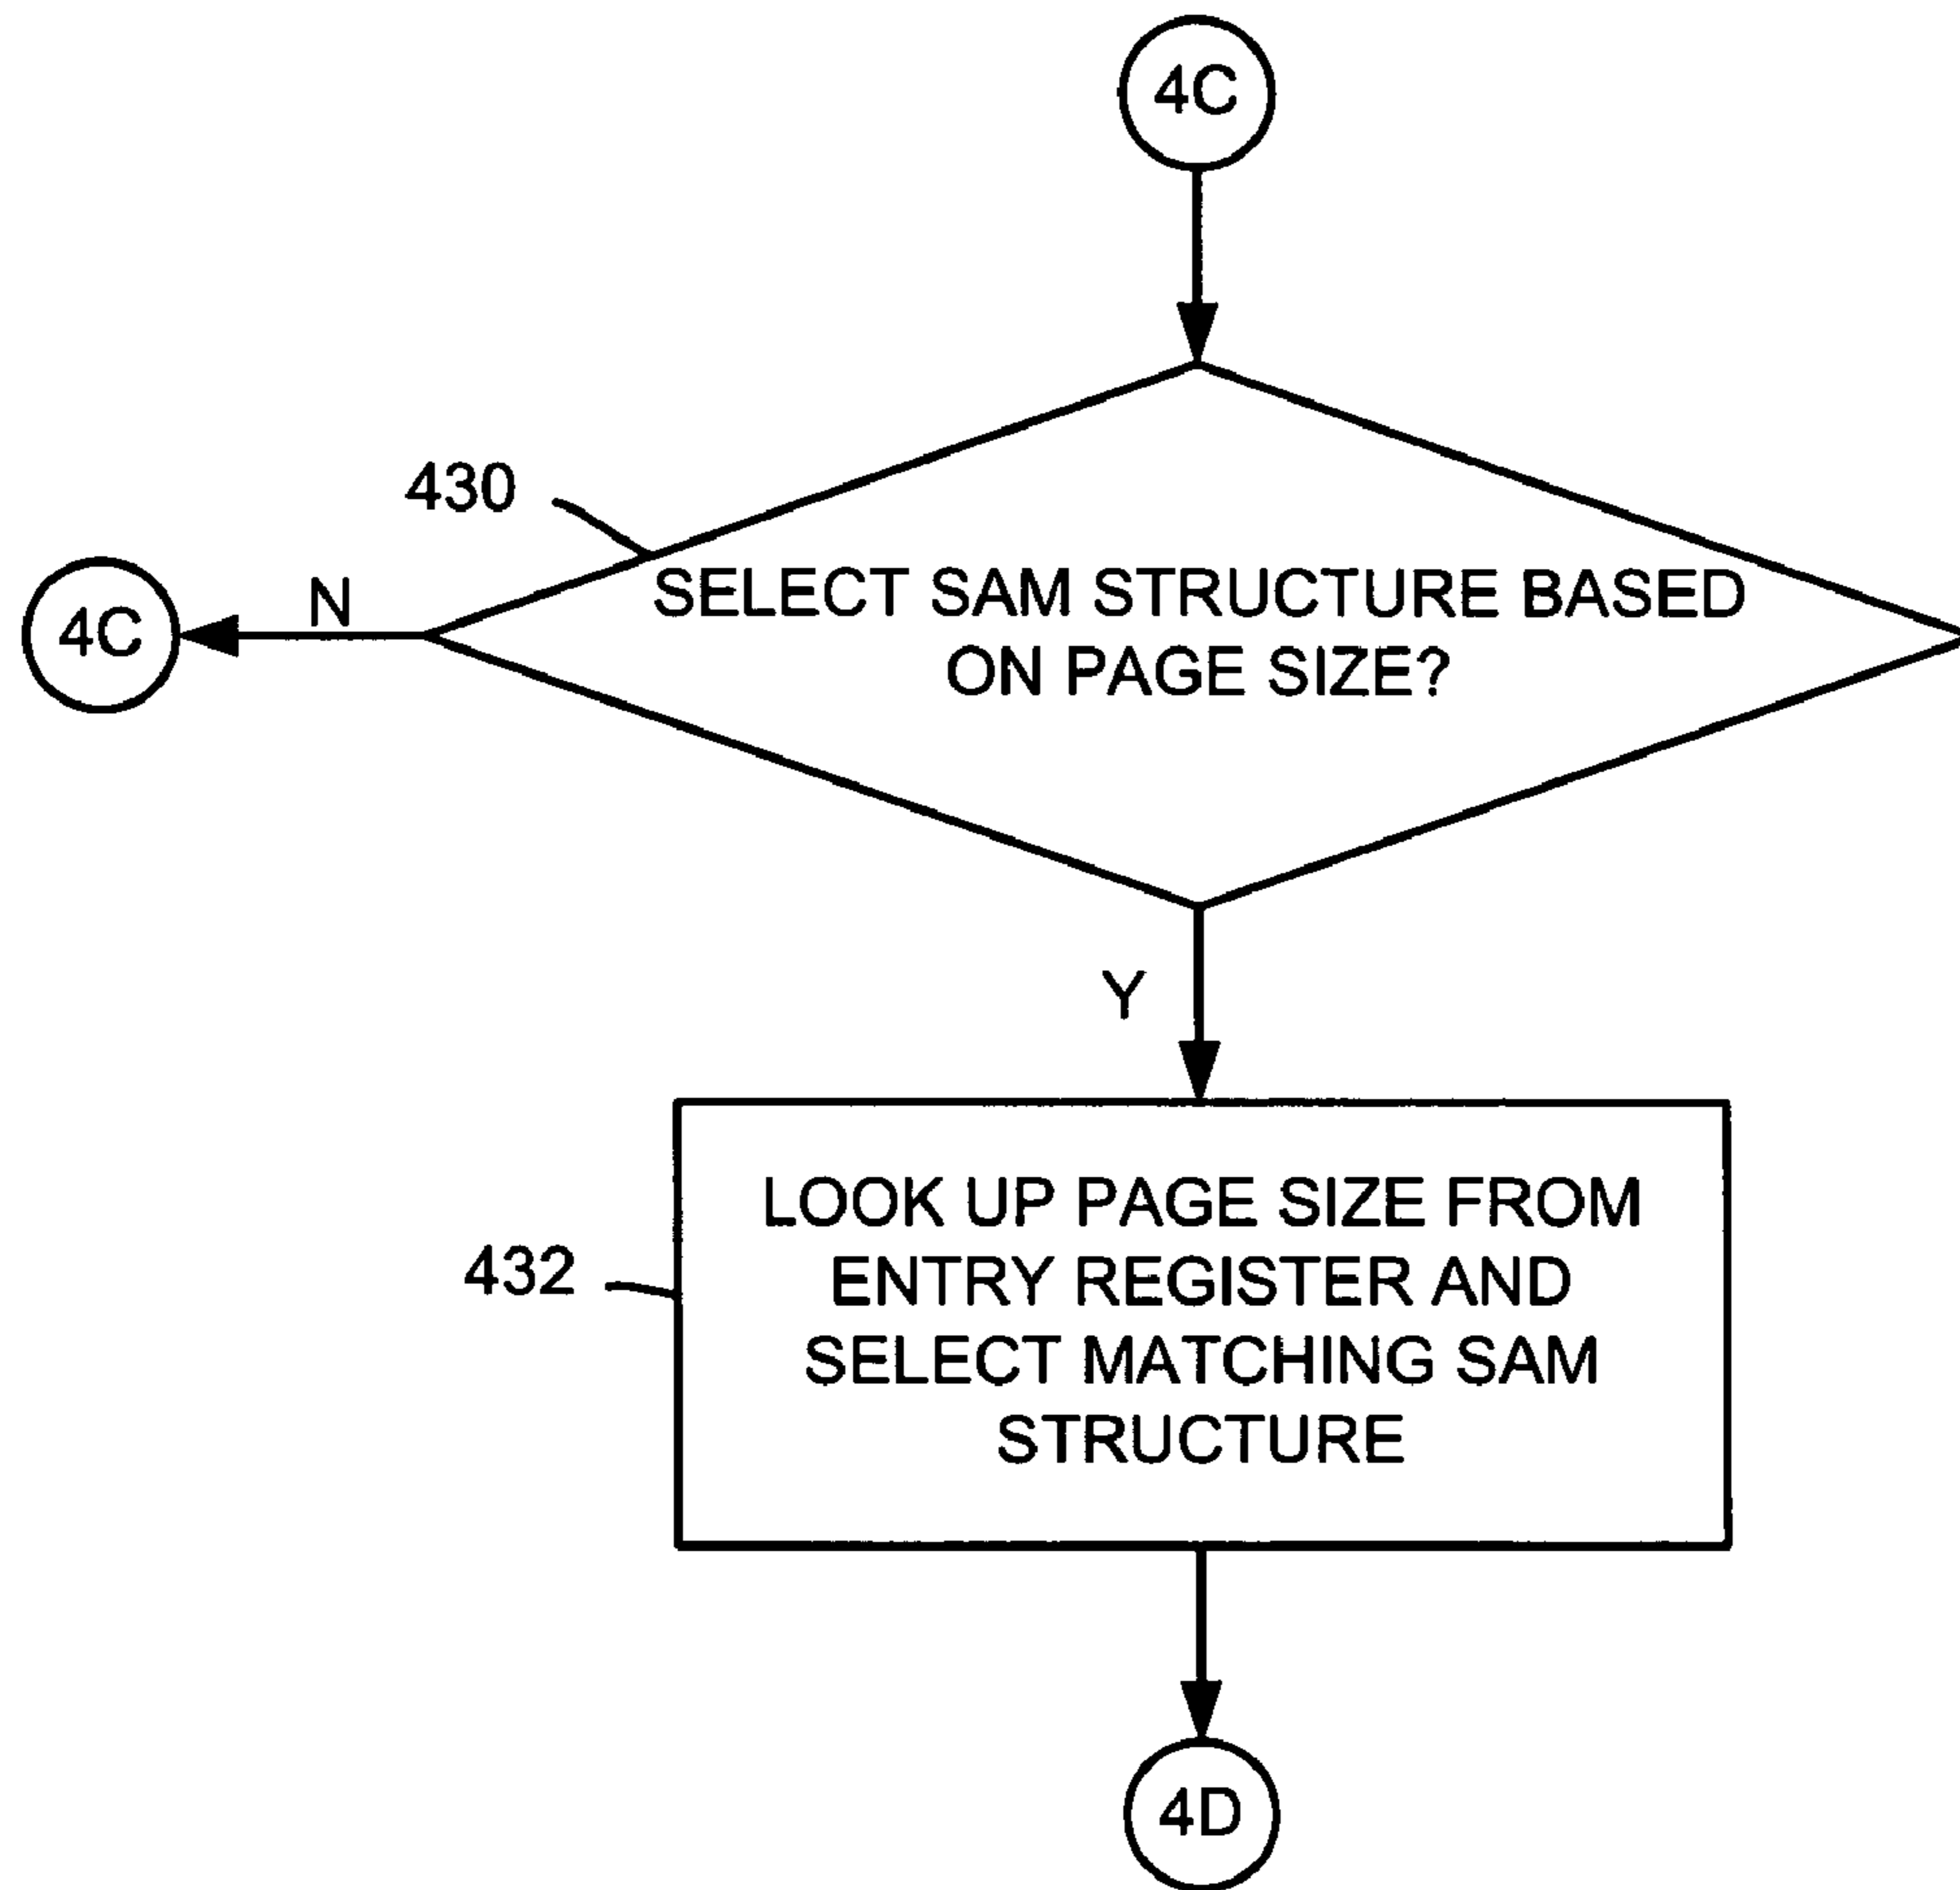 4C
430
SELECT SAM STRUCTURE BASED
ON PAGE SIZE?
N
4C
Y
432
LOOK UP PAGE SIZE FROM
ENTRY REGISTER AND
SELECT MATCHING SAM
STRUCTURE
4D